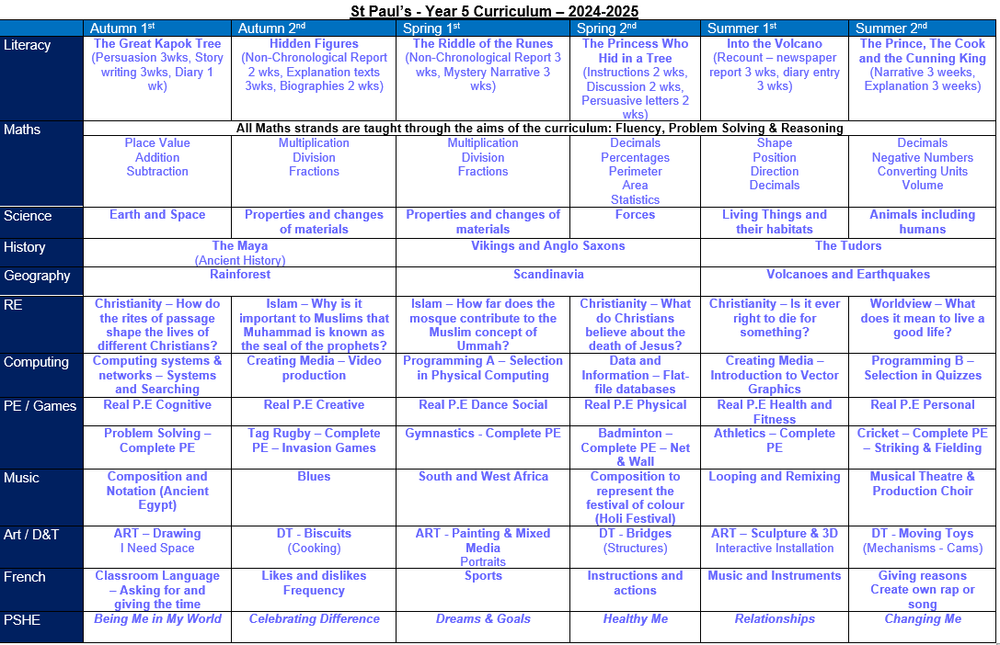 St Paul's - Year 5 Curriculum – 2024-2025
Autumn 1st
Autumn 2nd
Spring 1st
Spring 2nd
Summer 1st
Summer 2nd
Literacy
The Great Kapok Tree
(Persuasion 3wks, Story
writing 3wks, Diary 1
wk)
Hidden Figures
(Non-Chronological Report
2 wks, Explanation texts
3wks, Biographies 2 wks)
The Riddle of the Runes
(Non-Chronological Report 3
wks, Mystery Narrative 3
wks)
The Princess Who
Hid in a Tree
(Instructions 2 wks,
Discussion 2 wks,
Persuasive letters 2
wks)
Into the Volcano
(Recount – newspaper
report 3 wks, diary entry
3 wks)
The Prince, The Cook
and the Cunning King
(Narrative 3 weeks,
Explanation 3 weeks)
Maths
All Maths strands are taught through the aims of the curriculum: Fluency, Problem Solving & Reasoning
Place Value
Addition
Subtraction
Multiplication
Division
Fractions
Multiplication
Division
Fractions
Decimals
Percentages
Perimeter
Area
Statistics
Shape
Position
Direction
Decimals
Decimals
Negative Numbers
Converting Units
Volume
Science
Earth and Space
Properties and changes
of materials
Properties and changes of
materials
Forces
Living Things and
their habitats
Animals including
humans
History
The Maya
(Ancient History)
Vikings and Anglo Saxons
The Tudors
Geography
Rainforest
Scandinavia
Volcanoes and Earthquakes
RE
Christianity – How do
the rites of passage
shape the lives of
different Christians?
Islam – Why is it
important to Muslims that
Muhammad is known as
the seal of the prophets?
Islam – How far does the
mosque contribute to the
Muslim concept of
Ummah?
Christianity – What
do Christians
believe about the
death of Jesus?
Christianity – Is it ever
right to die for
something?
Worldview – What
does it mean to live a
good life?
Computing
Computing systems &
networks – Systems
and Searching
Creating Media – Video
production
Programming A – Selection
in Physical Computing
Data and
Information – Flat-
file databases
Creating Media –
Introduction to Vector
Graphics
Programming B –
Selection in Quizzes
PE / Games
Real P.E Cognitive
Real P.E Creative
Real P.E Dance Social
Real P.E Physical
Real P.E Health and
Fitness
Real P.E Personal
Problem Solving –
Complete PE
Tag Rugby – Complete
PE – Invasion Games
Gymnastics - Complete PE
Badminton –
Complete PE – Net
& Wall
Athletics – Complete
PE
Cricket – Complete PE
– Striking & Fielding
Music
Composition and
Notation (Ancient
Egypt)
Blues
South and West Africa
Composition to
represent the
festival of colour
(Holi Festival)
Looping and Remixing
Musical Theatre &
Production Choir
Art / D&T
ART – Drawing
I Need Space
DT - Biscuits
(Cooking)
ART - Painting & Mixed
Media
Portraits
DT - Bridges
(Structures)
ART – Sculpture & 3D
Interactive Installation
DT - Moving Toys
(Mechanisms - Cams)
French
Classroom Language
– Asking for and
giving the time
Likes and dislikes
Frequency
Sports
Instructions and
actions
Music and Instruments
Giving reasons
Create own rap or
song
PSHE
Being Me in My World
Celebrating Difference
Dreams & Goals
Healthy Me
Relationships
Changing Me